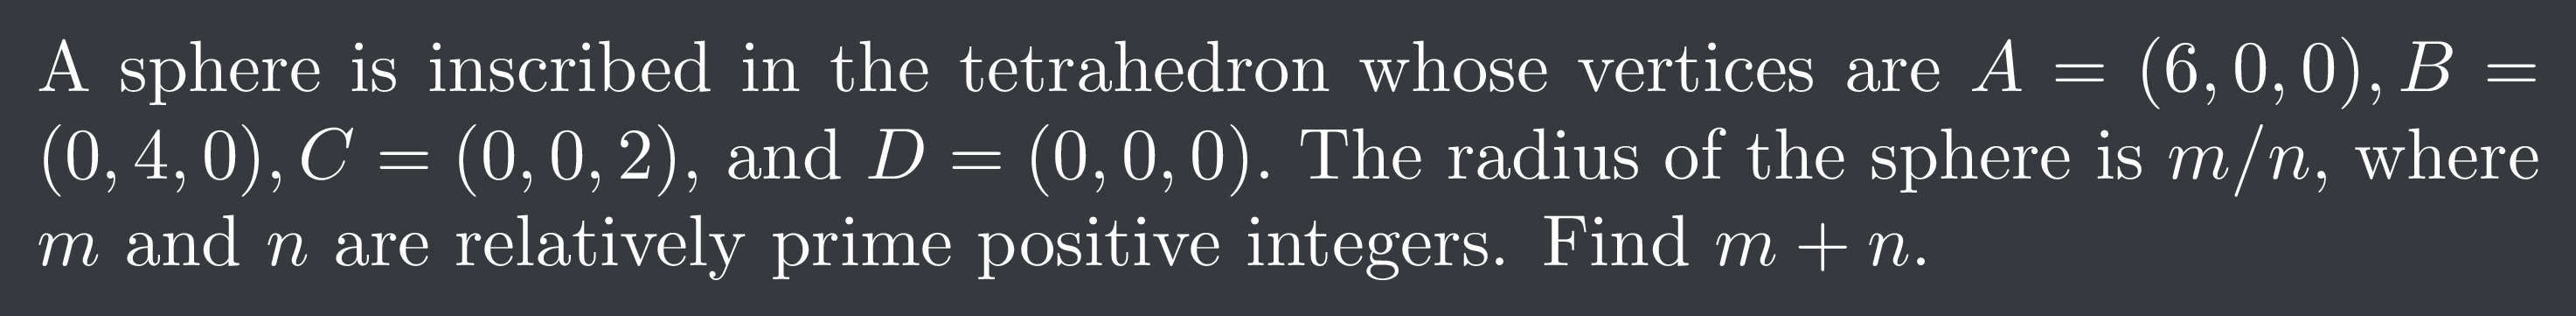 A sphere is inscribed in the tetrahedron whose vertices are A = (6, 0, 0), B =
(0, 4, 0), C = (0, 0, 2), and D = (0, 0, 0). The radius of the sphere is m/n, where
m and n are relatively prime positive integers. Find m + n.